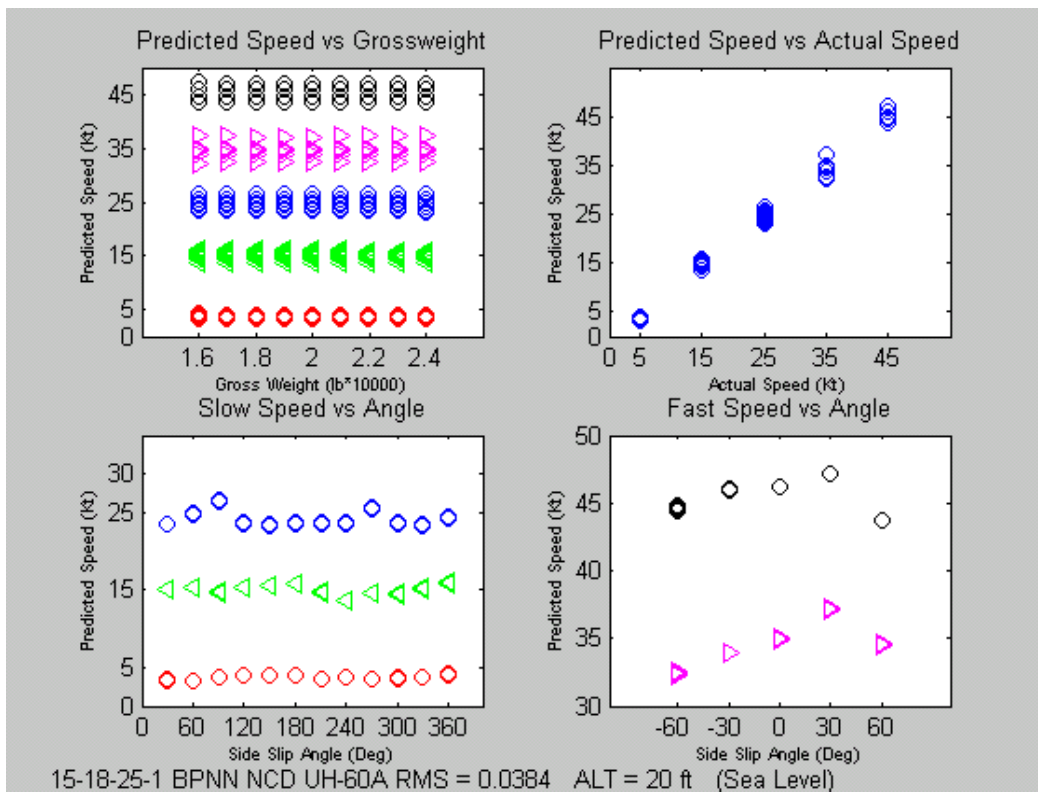 Predicted Speed vs Grossweight
Predicted Speed (Kt)
45
35
25
15
5
0
1.6 1.8 2 2.2 2.4
Gross Weight (lb*10000)
Predicted Speed vs Actual Speed
Predicted Speed (Kt)
45
35
25
15
5
0
0 5 15 25 35 45
Actual Speed (Kt)
Slow Speed vs Angle
Predicted Speed (Kt)
30
25
15
5
0
0 60 120 180 240 300 360
Side Slip Angle (Deg)
Fast Speed vs Angle
Predicted Speed (Kt)
50
45
40
35
30
-60 -30 0 30 60
Side Slip Angle (Deg)
15-18-25-1 BPNN NCD UH-60A RMS = 0.0384 ALT = 20 ft (Sea Level)